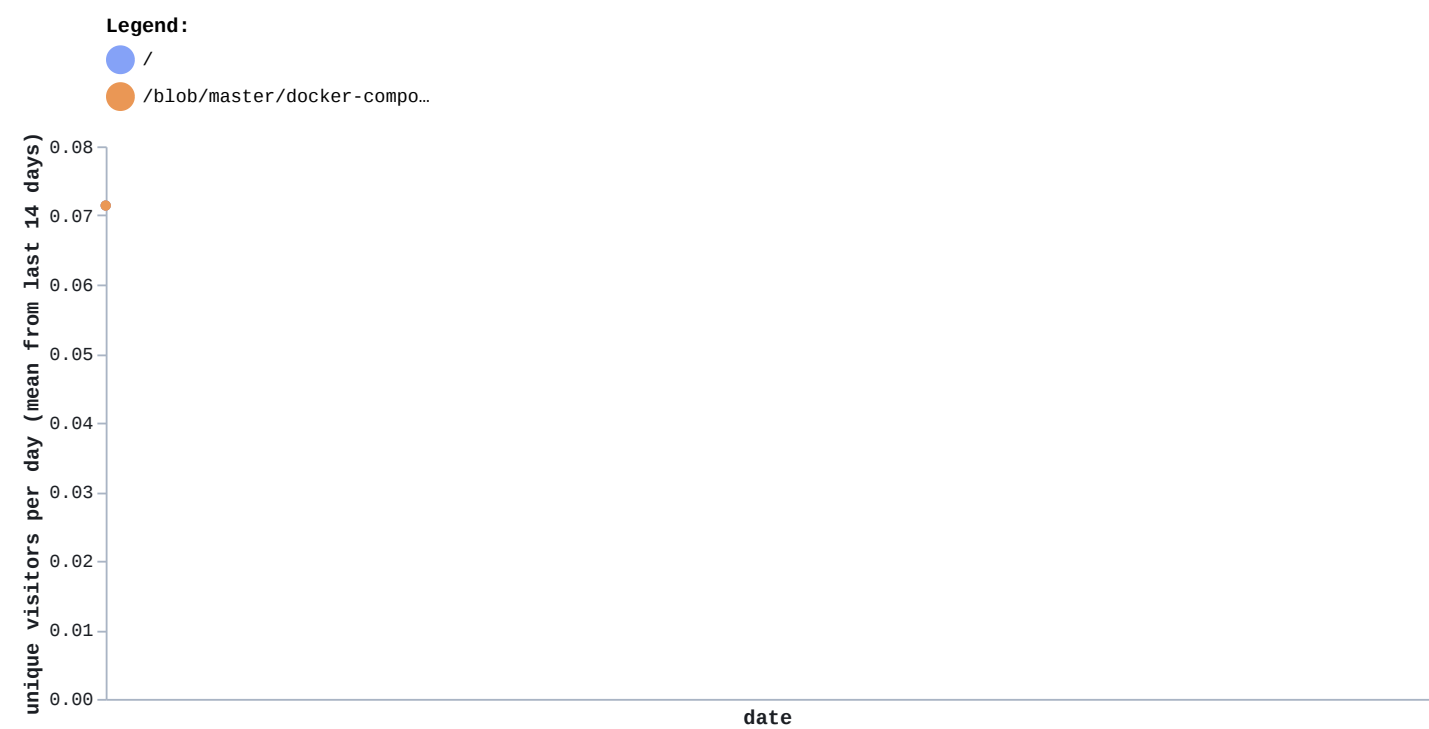 Legend:
/
/blob/master/docker-compo…
unique visitors per day (mean from last 14 days)
0.08
0.07
0.06
0.05
0.04
0.03
0.02
0.01
0.00
date